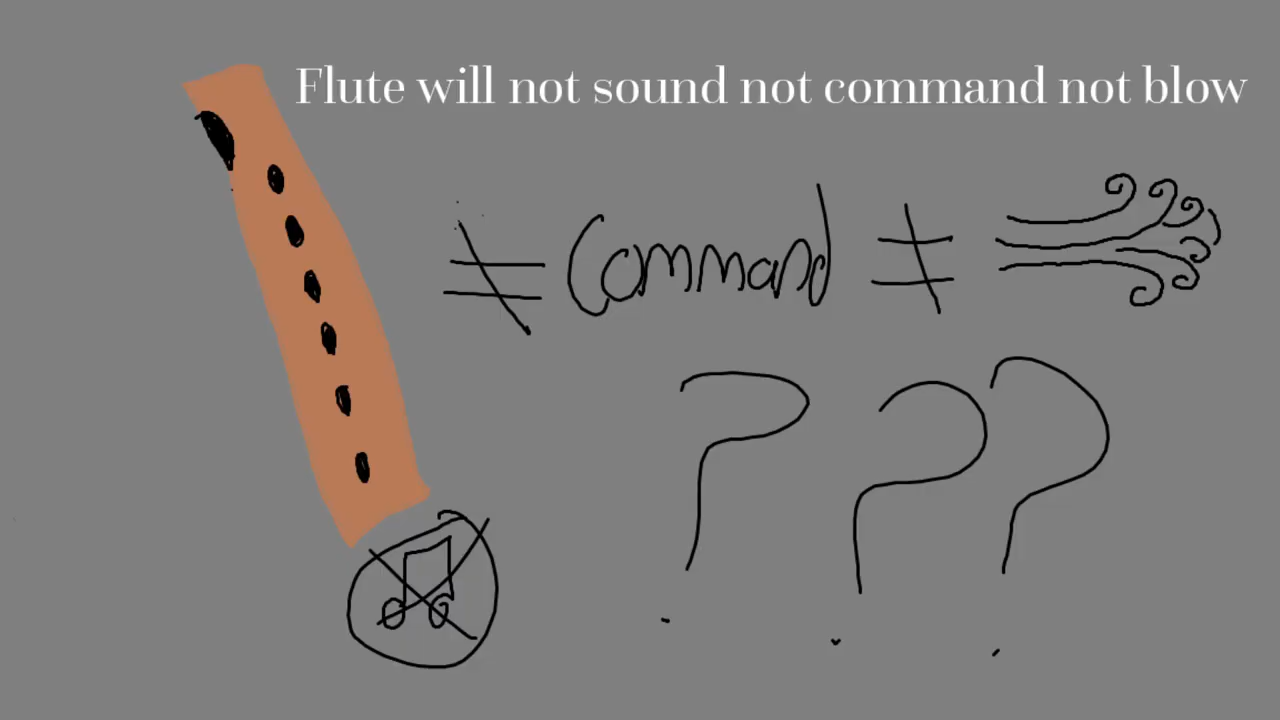 Flute will not sound not command not blow
≠ Command ≠
???